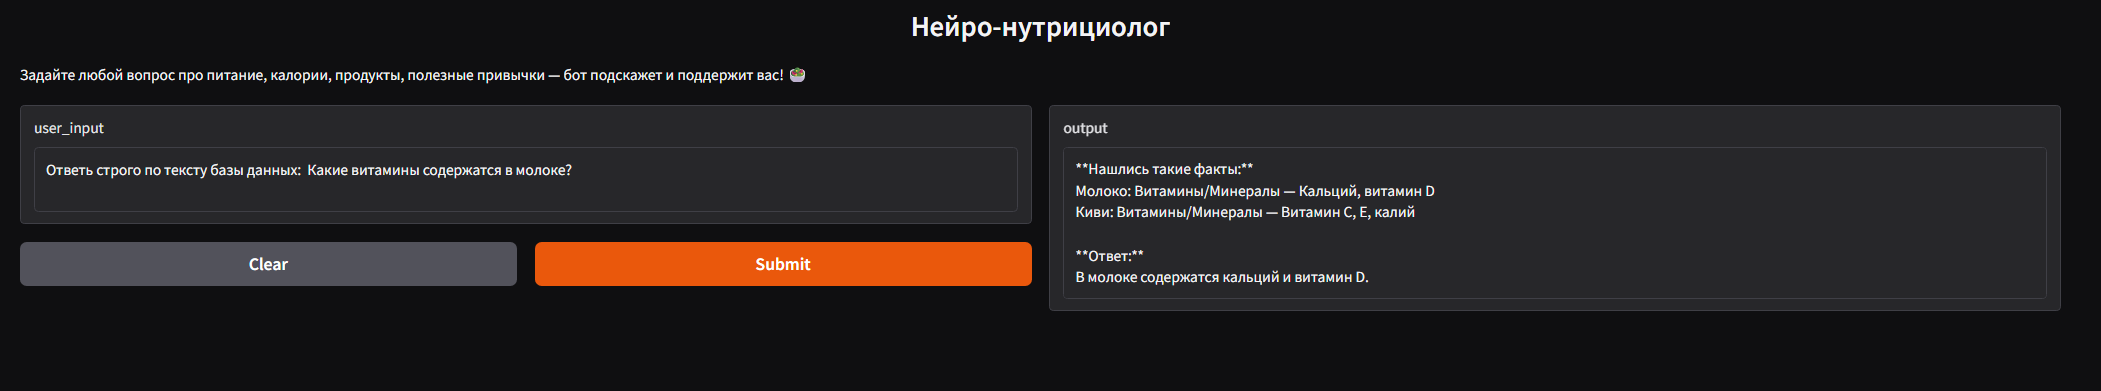 Нейро-нутрициолог
Задайте любой вопрос про питание, калории, продукты, полезные привычки — бот подскажет и поддержит вас! 🥗
user_input
Ответь строго по тексту базы данных:  Какие витамины содержатся в молоке?
Clear
Submit
output
**Нашлись такие факты:**
Молоко: Витамины/Минералы — Кальций, витамин D
Киви: Витамины/Минералы — Витамин C, E, калий
**Ответ:**
В молоке содержатся кальций и витамин D.